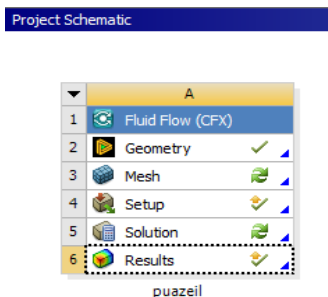 Project Schematic
A
1 Fluid Flow (CFX)
2 Geometry
3 Mesh
4 Setup
5 Solution
6 Results
puazeil